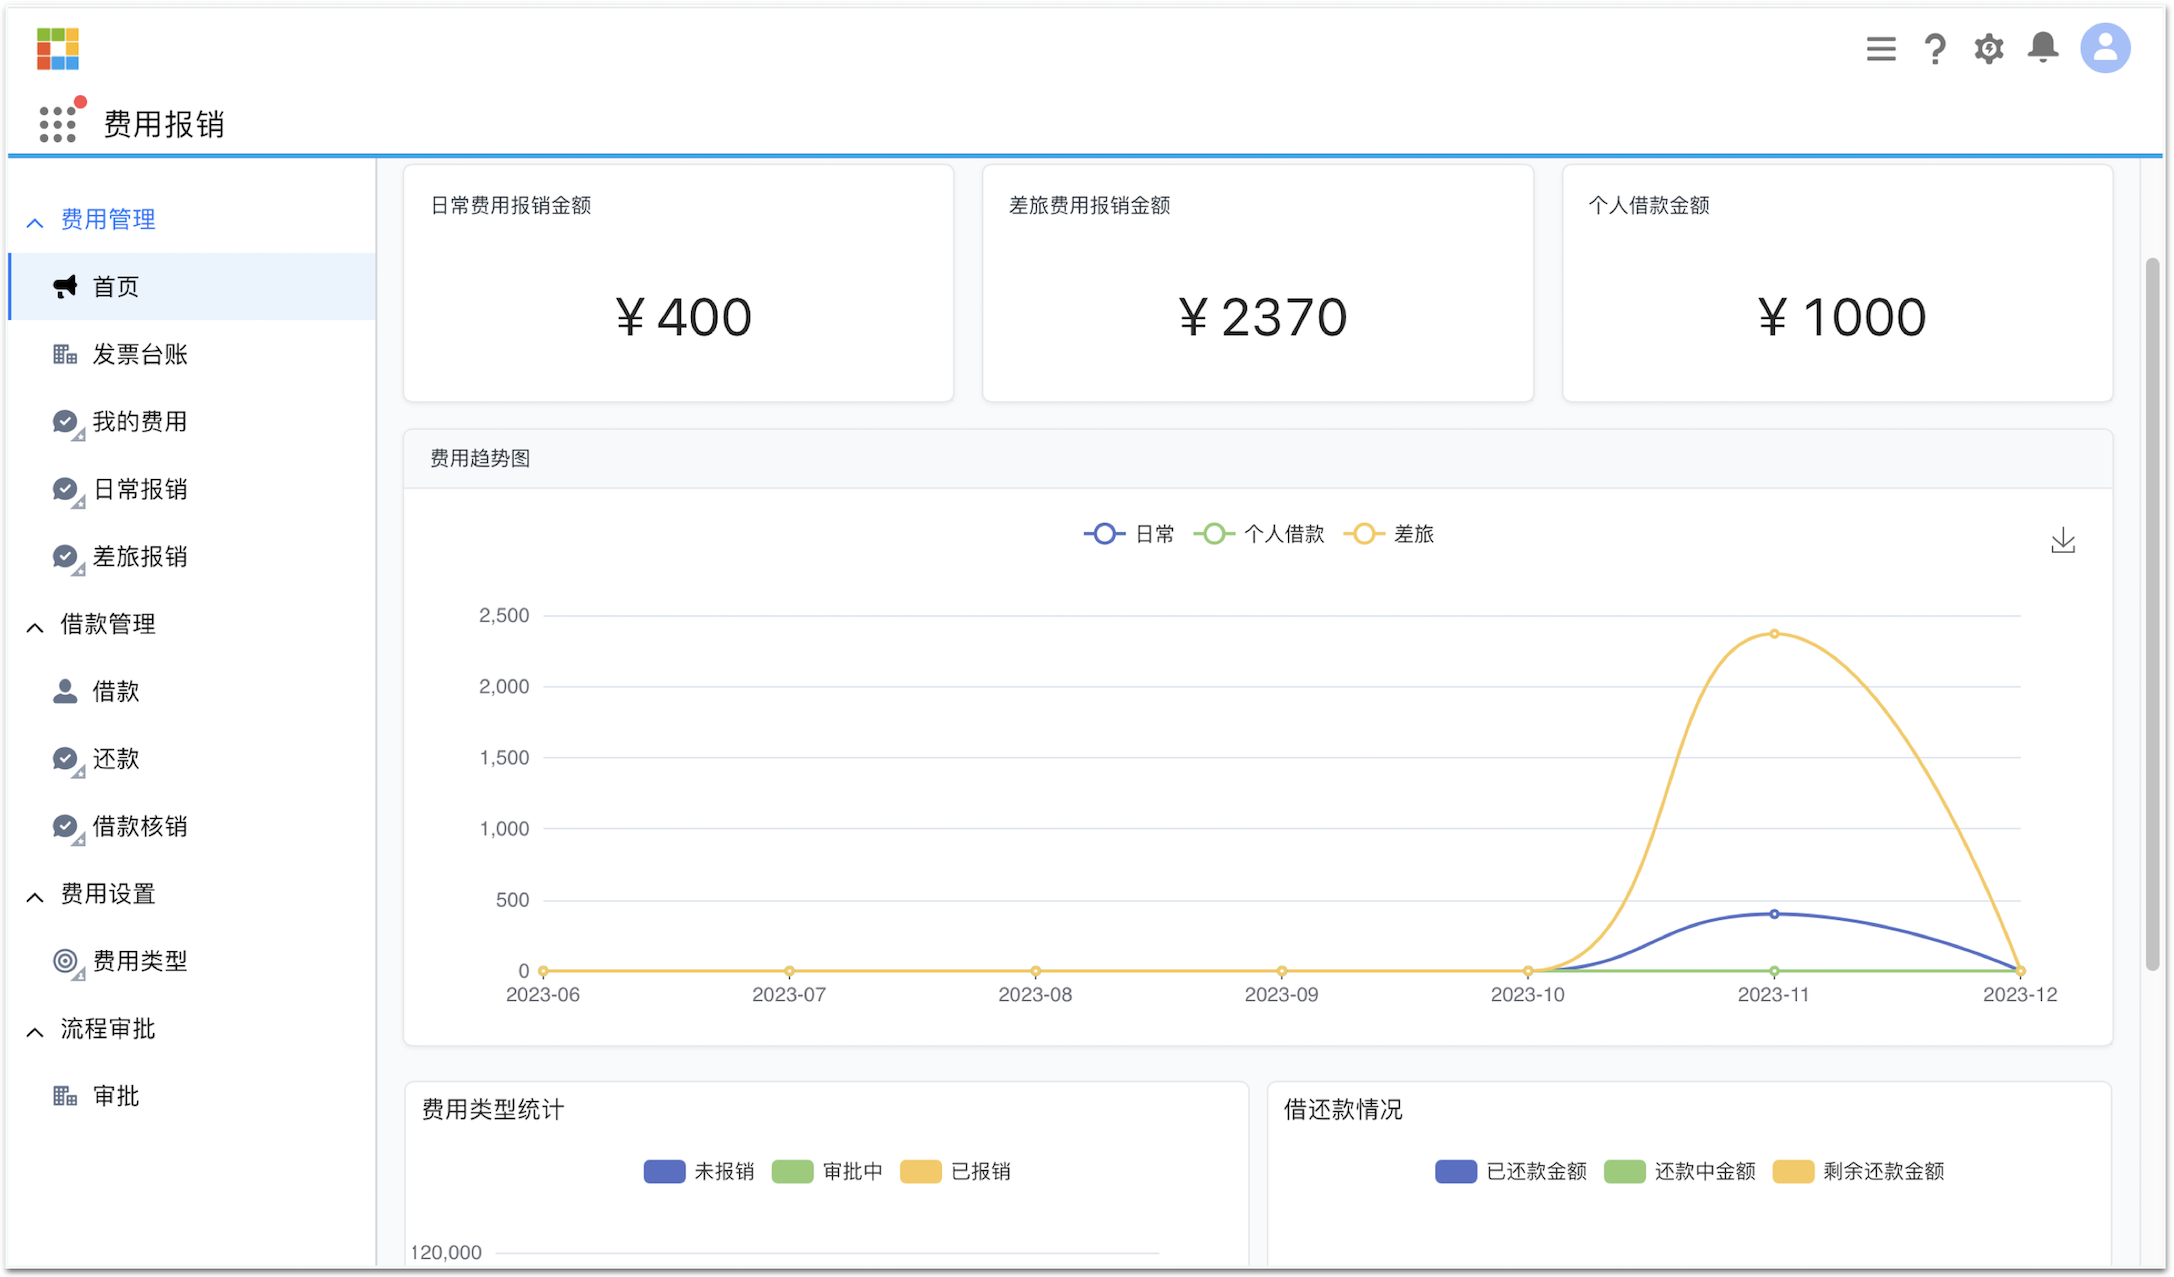 费用报销
费用管理
首页
发票台账
我的费用
日常报销
差旅报销
借款管理
借款
还款
借款核销
费用设置
费用类型
流程审批
审批
日常费用报销金额
¥ 400
差旅费用报销金额
¥ 2370
个人借款金额
¥ 1000
费用趋势图
日常 个人借款 差旅
2,500
2,000
1,500
1,000
500
0
2023-06 2023-07 2023-08 2023-09 2023-10 2023-11 2023-12
费用类型统计
未报销 审批中 已报销
120,000
借还款情况
已还款金额 还款中金额 剩余还款金额